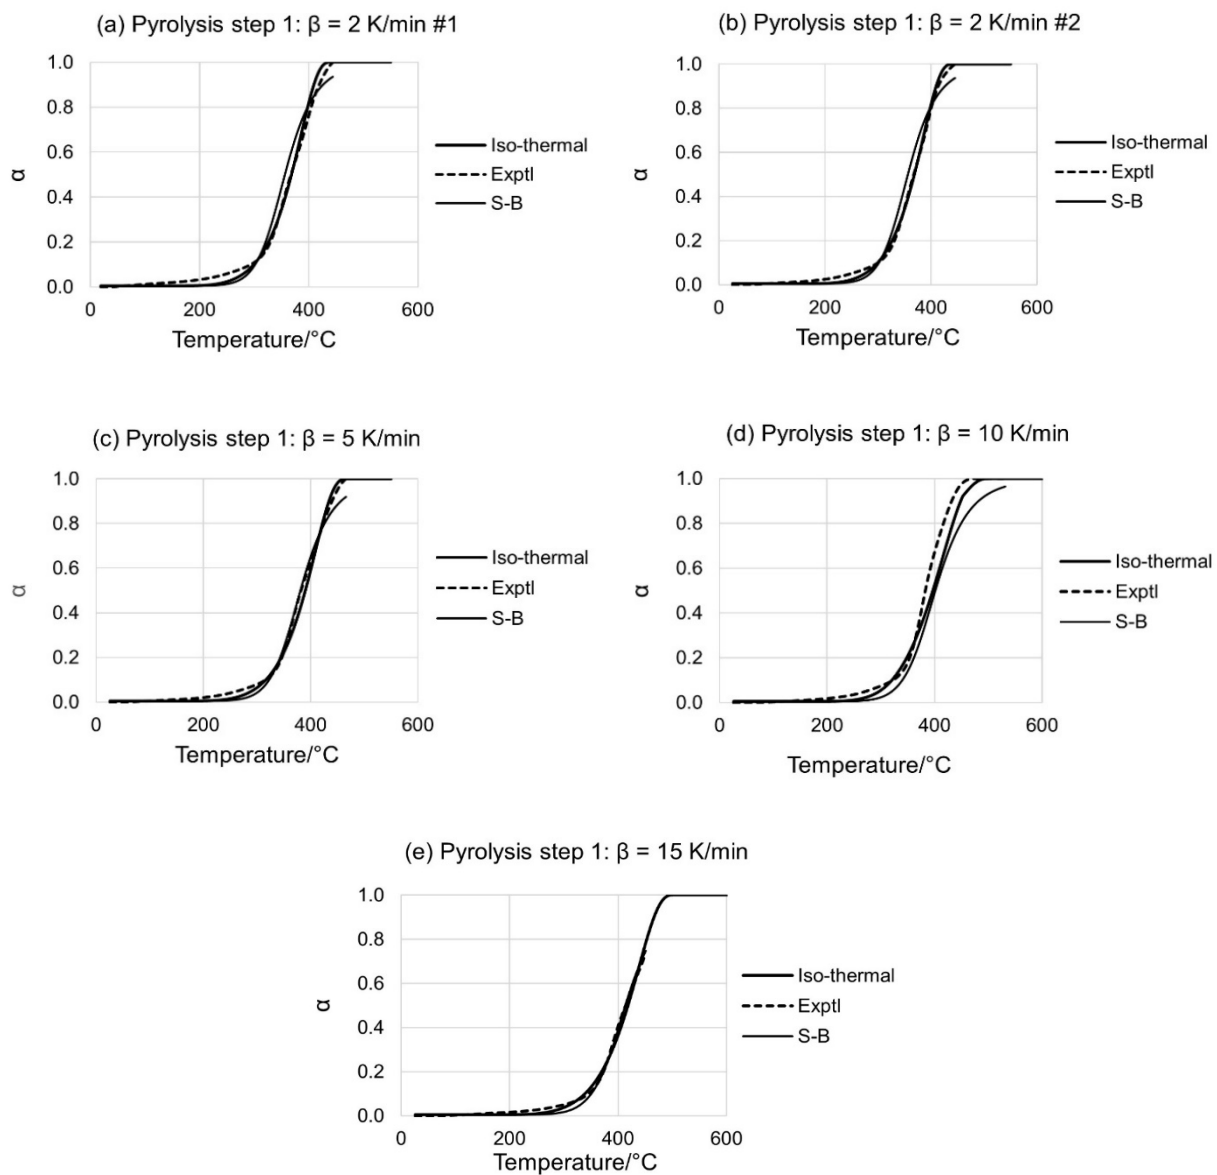 (a) Pyrolysis step 1: β = 2 K/min #1
1.0
0.8
0.6
0.4
0.2
0.0
α
0 200 400 600
Temperature/°C
Iso-thermal
Exptl
S-B
(b) Pyrolysis step 1: β = 2 K/min #2
1.0
0.8
0.6
0.4
0.2
0.0
α
0 200 400 600
Temperature/°C
Iso-thermal
Exptl
S-B
(c) Pyrolysis step 1: β = 5 K/min
1.0
0.8
0.6
0.4
0.2
0.0
α
0 200 400 600
Temperature/°C
Iso-thermal
Exptl
S-B
(d) Pyrolysis step 1: β = 10 K/min
1.0
0.8
0.6
0.4
0.2
0.0
α
0 200 400 600
Temperature/°C
Iso-thermal
Exptl
S-B
(e) Pyrolysis step 1: β = 15 K/min
1.0
0.8
0.6
0.4
0.2
0.0
α
0 200 400 600
Temperature/°C
Iso-thermal
Exptl
S-B